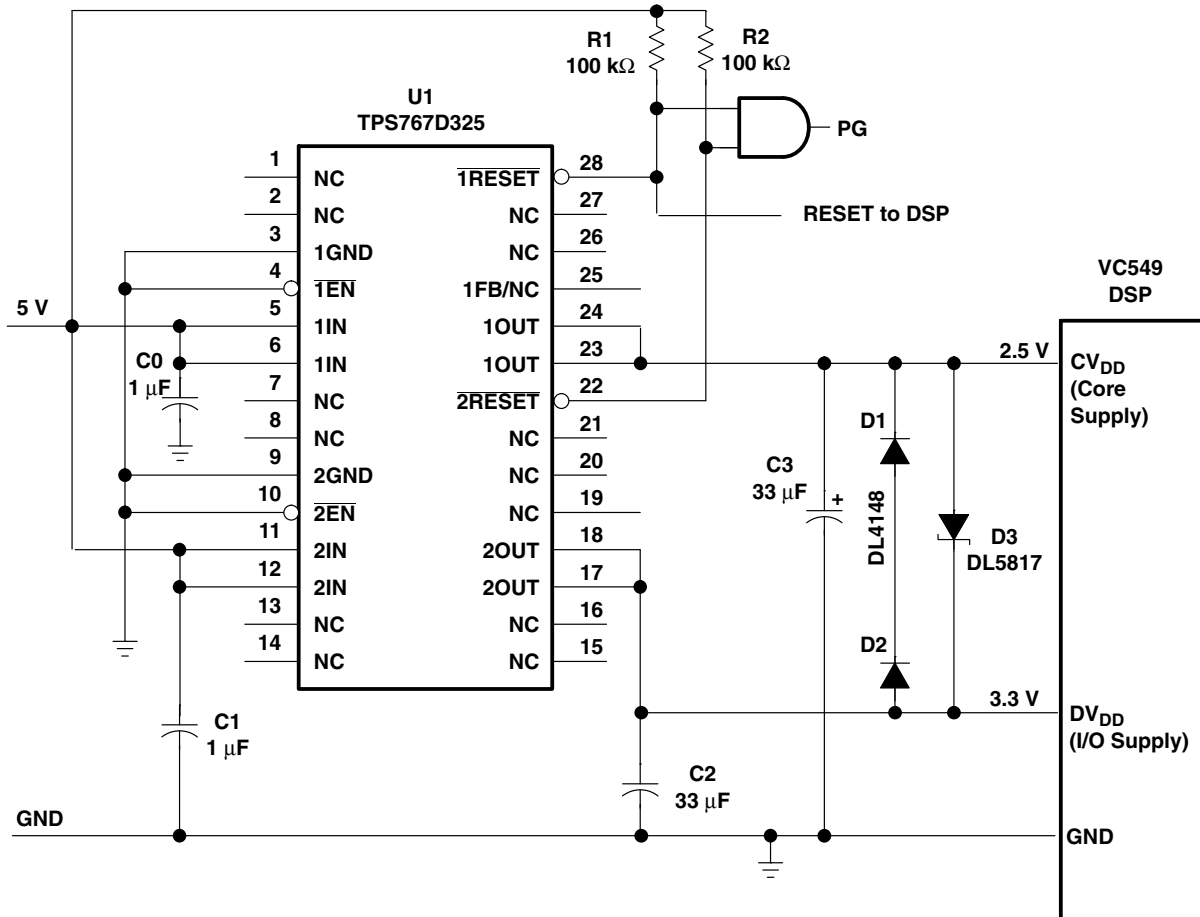 R1
100 kΩ
R2
100 kΩ
U1
TPS767D325
PG
1
NC
2
NC
3
1GND
4
1EN
5
1IN
6
1IN
7
NC
8
NC
9
2GND
10
2EN
11
2IN
12
2IN
13
NC
14
NC
28
1RESET
27
NC
26
NC
25
1FB/NC
24
1OUT
23
1OUT
22
2RESET
21
NC
20
NC
19
NC
18
2OUT
17
2OUT
16
NC
15
NC
RESET to DSP
5 V
C0
1 μF
C1
1 μF
GND
C2
33 μF
C3
33 μF
+
D1
DL4148
D2
D3
DL5817
VC549
DSP
2.5 V
CVDD
(Core
Supply)
3.3 V
DVDD
(I/O Supply)
GND